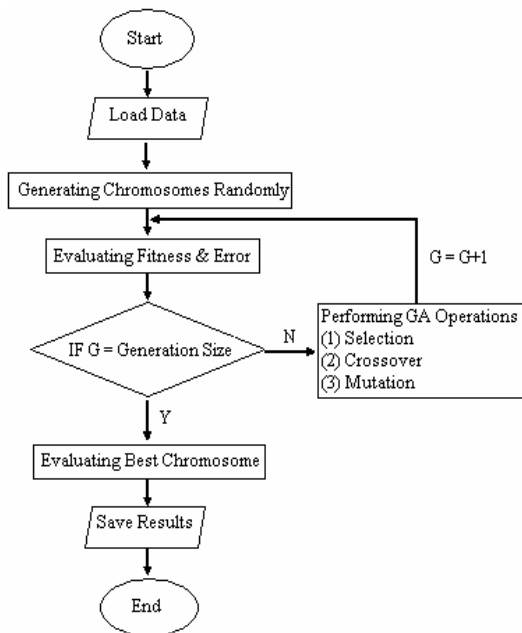 Start
Load Data
Generating Chromosomes Randomly
Evaluating Fitness & Error
G = G+1
IF G = Generation Size
N
Performing GA Operations
(1) Selection
(2) Crossover
(3) Mutation
Y
Evaluating Best Chromosome
Save Results
End